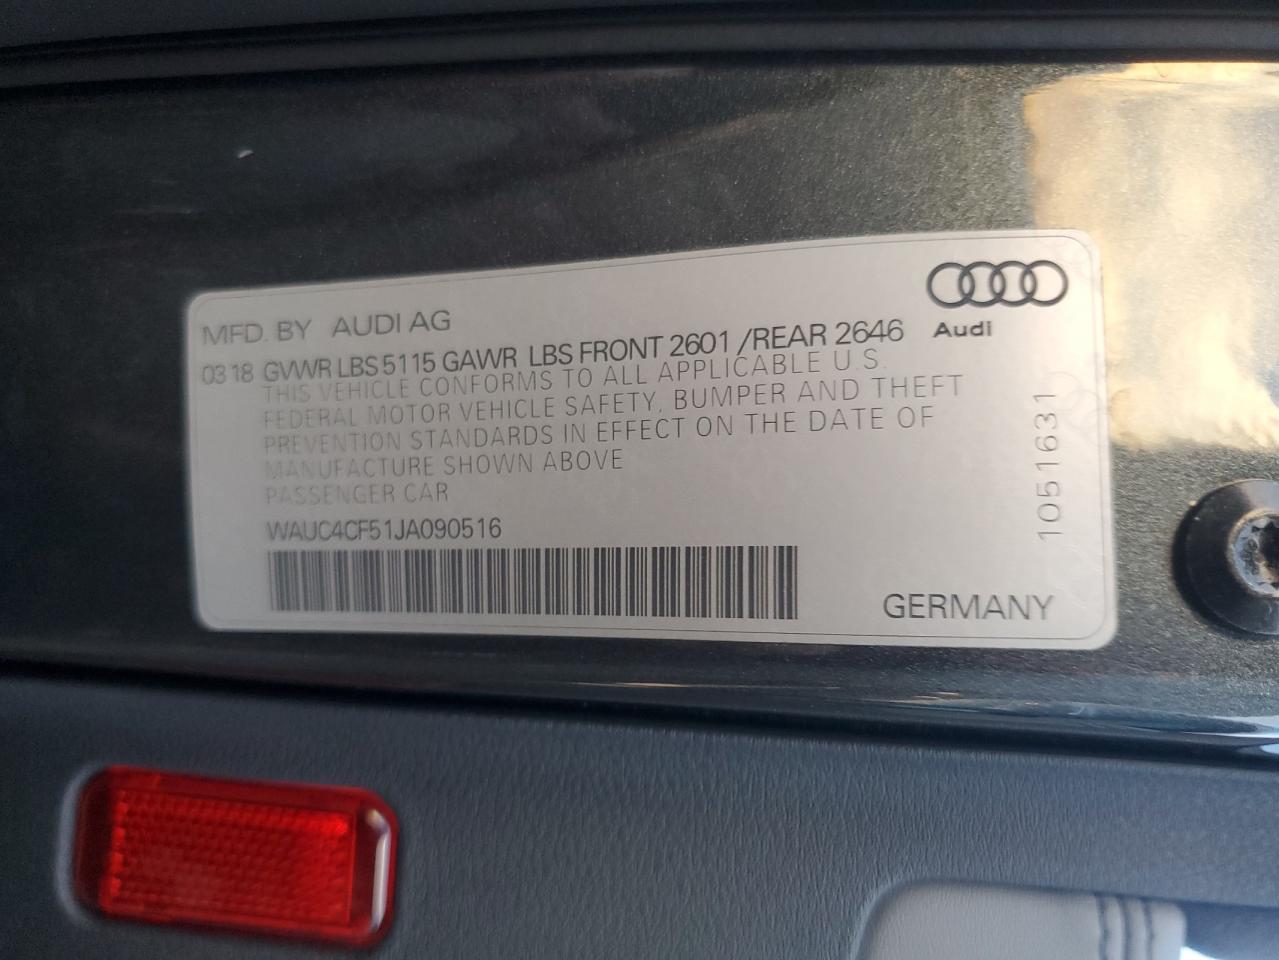 MFD. BY AUDI AG
Audi
03 18 GVWR LBS 5115 GAWR LBS FRONT 2601 /REAR 2646
THIS VEHICLE CONFORMS TO ALL APPLICABLE U.S.
FEDERAL MOTOR VEHICLE SAFETY, BUMPER AND THEFT
PREVENTION STANDARDS IN EFFECT ON THE DATE OF
MANUFACTURE SHOWN ABOVE
PASSENGER CAR
WAUC4CF51JA090516
1051631
GERMANY